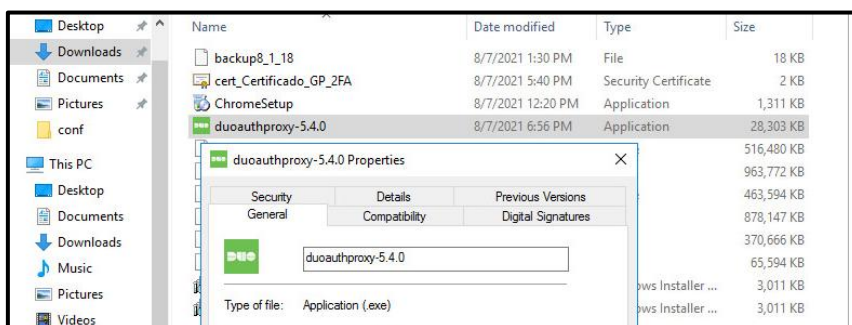 Desktop
Downloads
Documents
Pictures
conf
This PC
Desktop
Documents
Downloads
Music
Pictures
Videos
Name Date modified Type Size
backup8_1_18 8/7/2021 1:30 PM File 18 KB
cert_Certificado_GP_2FA 8/7/2021 5:40 PM Security Certificate 2 KB
ChromeSetup 8/7/2021 12:20 PM Application 1,311 KB
duoauthproxy-5.4.0 8/7/2021 6:56 PM Application 28,303 KB
516,480 KB
963,772 KB
463,594 KB
878,147 KB
370,666 KB
65,594 KB
ows Installer ... 3,011 KB
ows Installer ... 3,011 KB
duoauthproxy-5.4.0 Properties
Security Details Previous Versions
General Compatibility Digital Signatures
DUO
duoauthproxy-5.4.0
Type of file: Application (.exe)